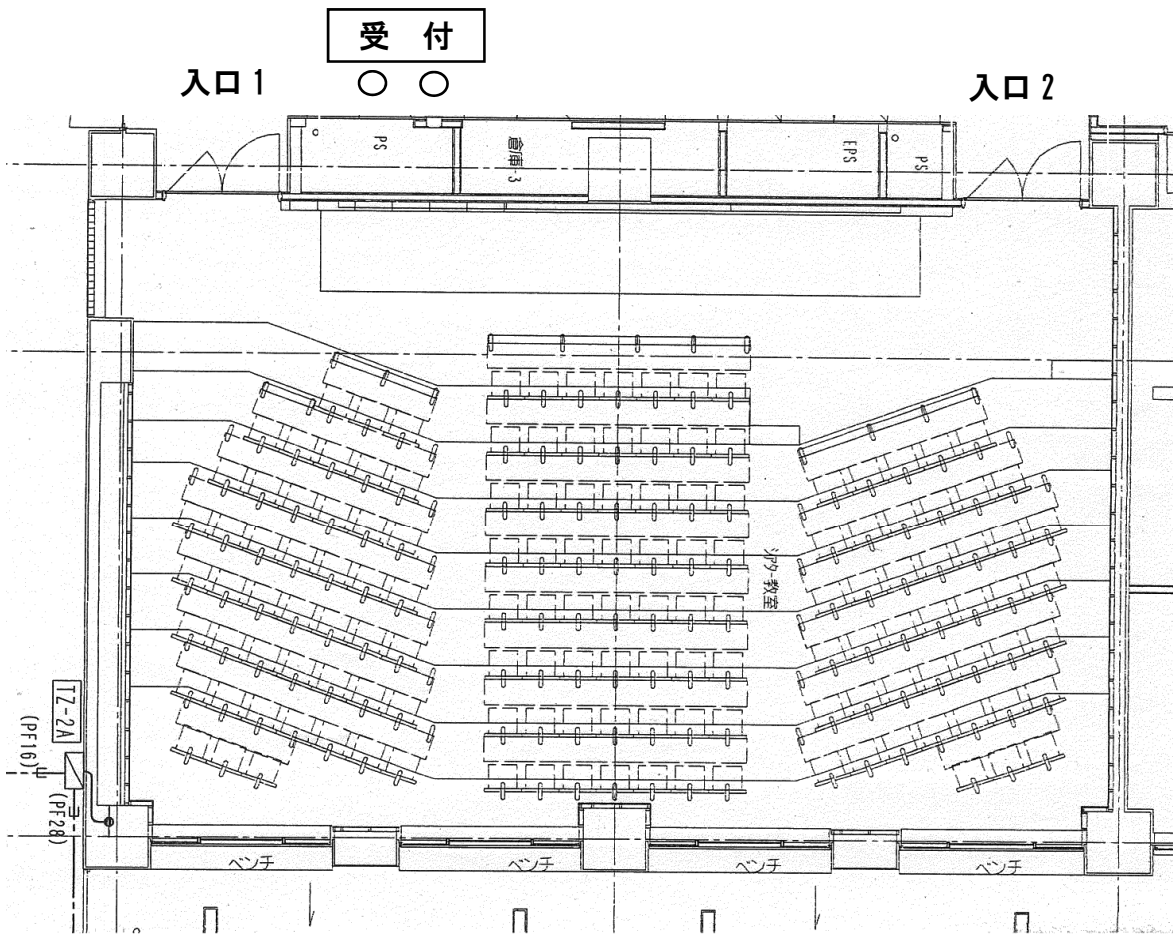 受 付
入口 1
入口 2
PS
倉庫-3
EPS
PS
シアター教室
TZ-2A
(PF16)
(PF28)
ベンチ
ベンチ
ベンチ
ベンチ